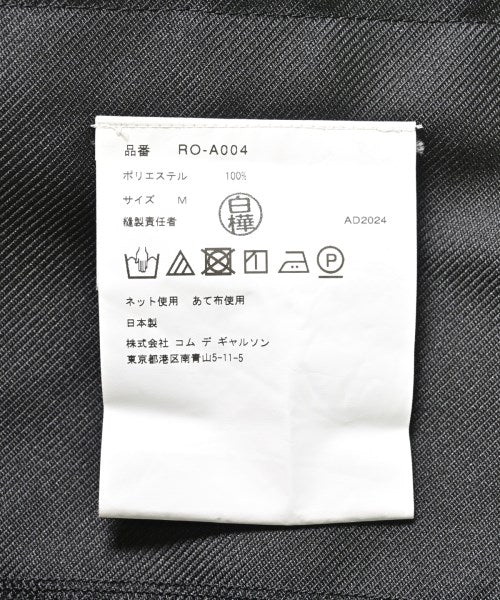 品番 RO-A004
ポリエステル 100%
サイズ M
縫製責任者 白樺 AD2024
P
ネット使用 あて布使用
日本製
株式会社 コム デ ギャルソン
東京都港区南青山5-11-5